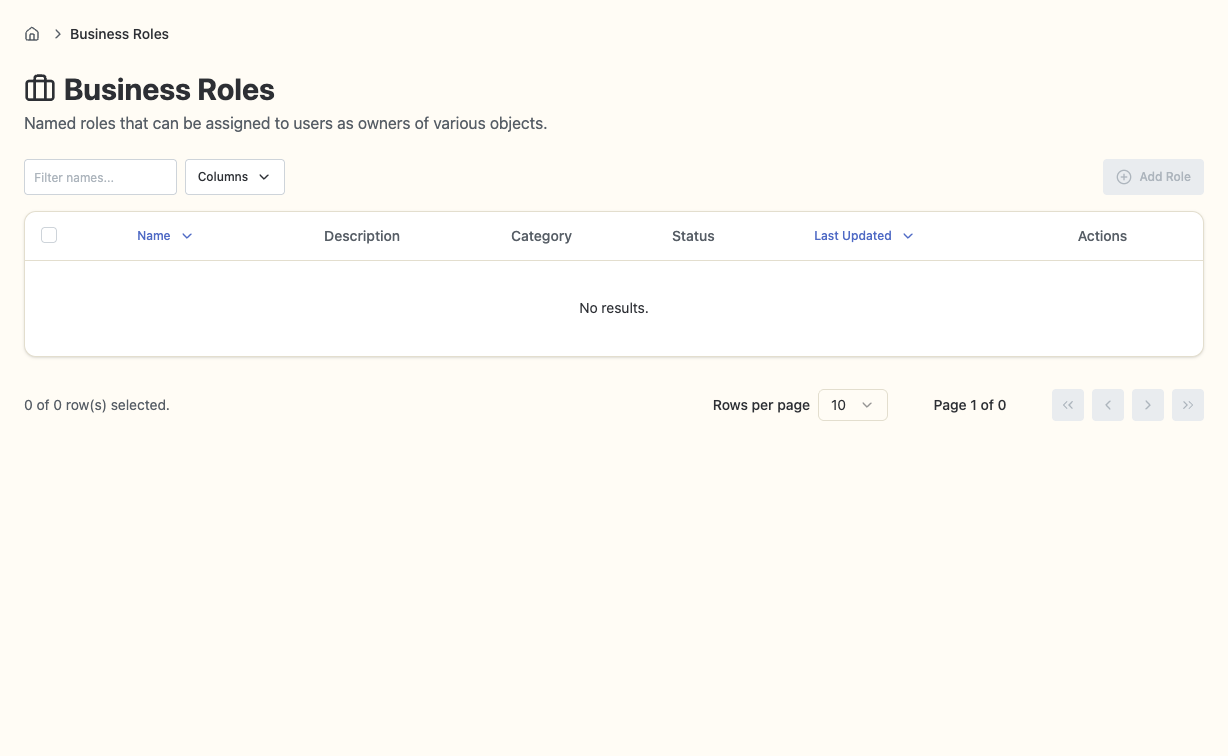 Business Roles
Business Roles
Named roles that can be assigned to users as owners of various objects.
Filter names...
Columns
Add Role
Name Description Category Status Last Updated Actions
No results.
0 of 0 row(s) selected.
Rows per page 10 Page 1 of 0